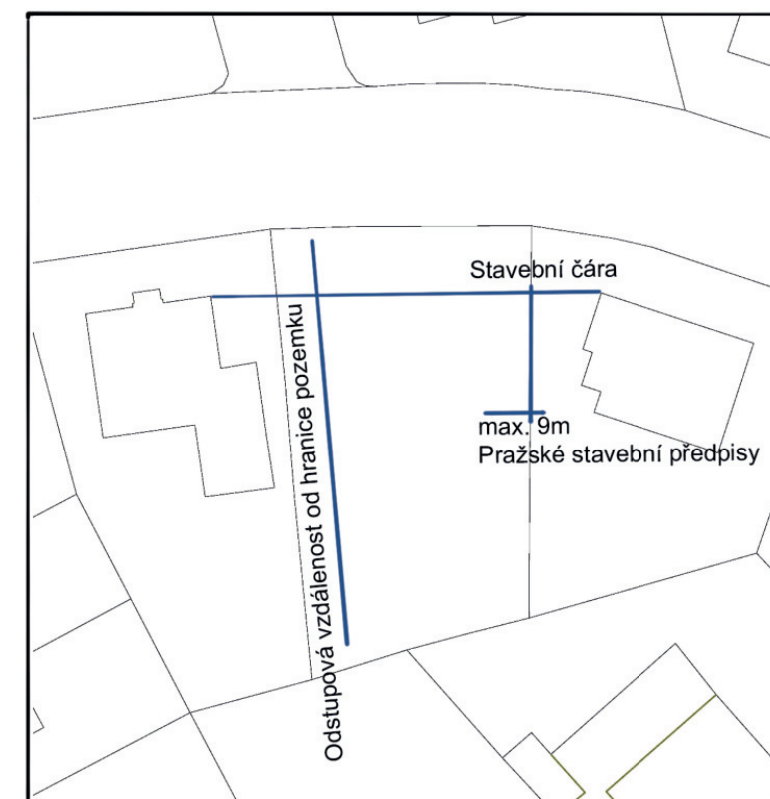 Stavební čára
Odstupová vzdálenost od hranice pozemku
max. 9m
Pražské stavební předpisy